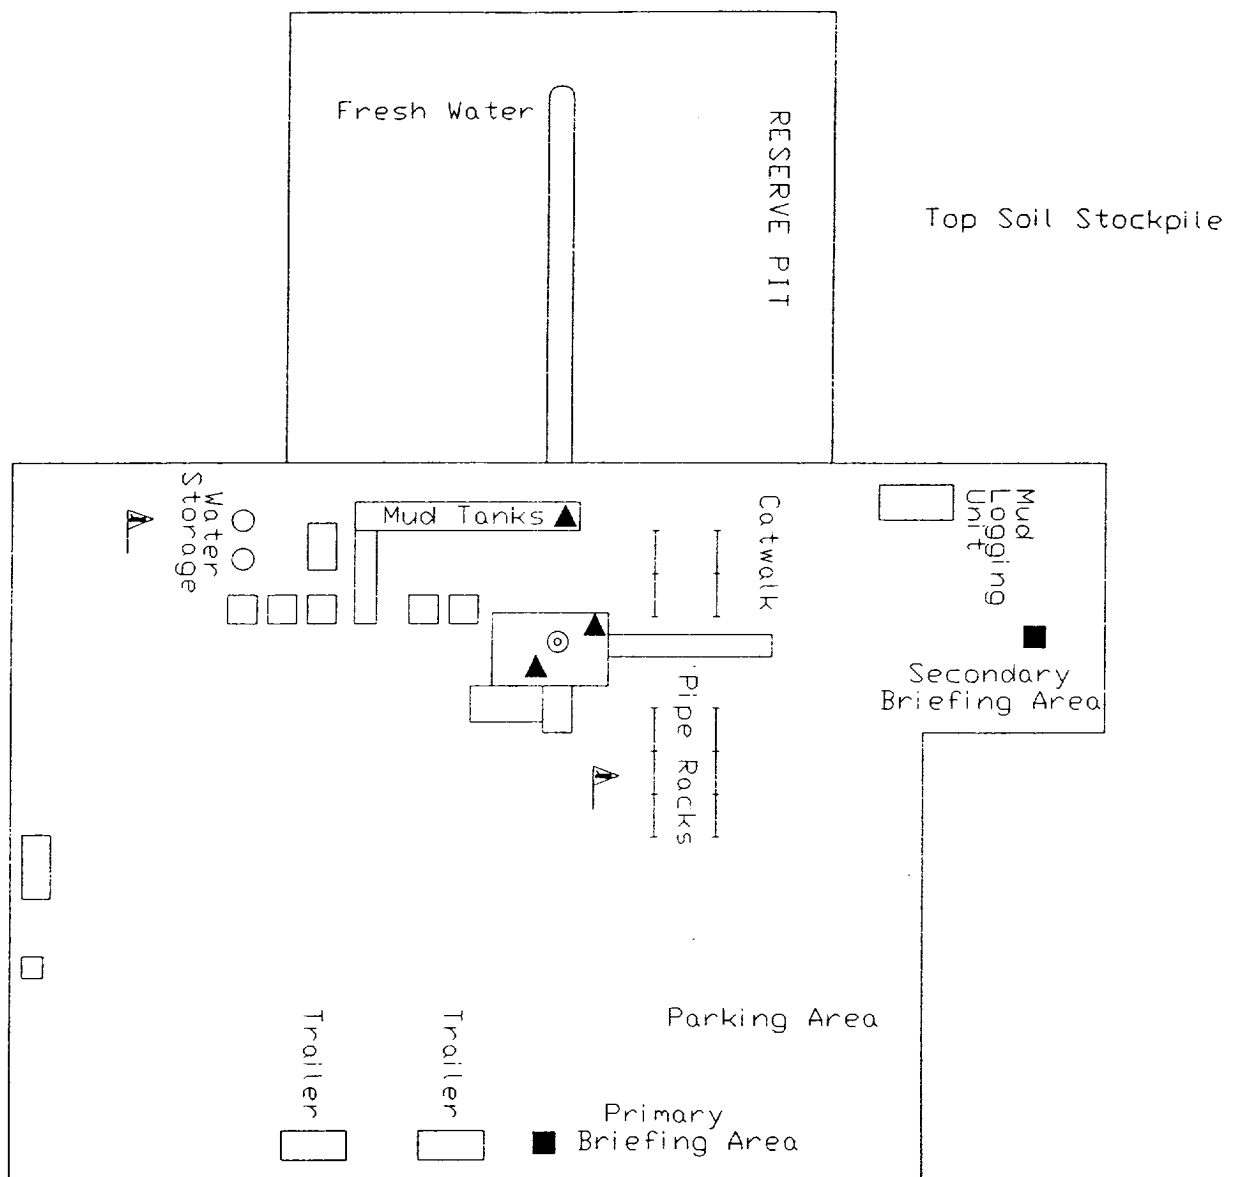 Fresh Water
RESERVE PIT
Top Soil Stockpile
Water
Storage
Mud Tanks
Catwalk
Mud
Logging
Unit
Secondary
Briefing Area
Pipe Racks
Parking Area
Trailer
Trailer
Primary
Briefing Area